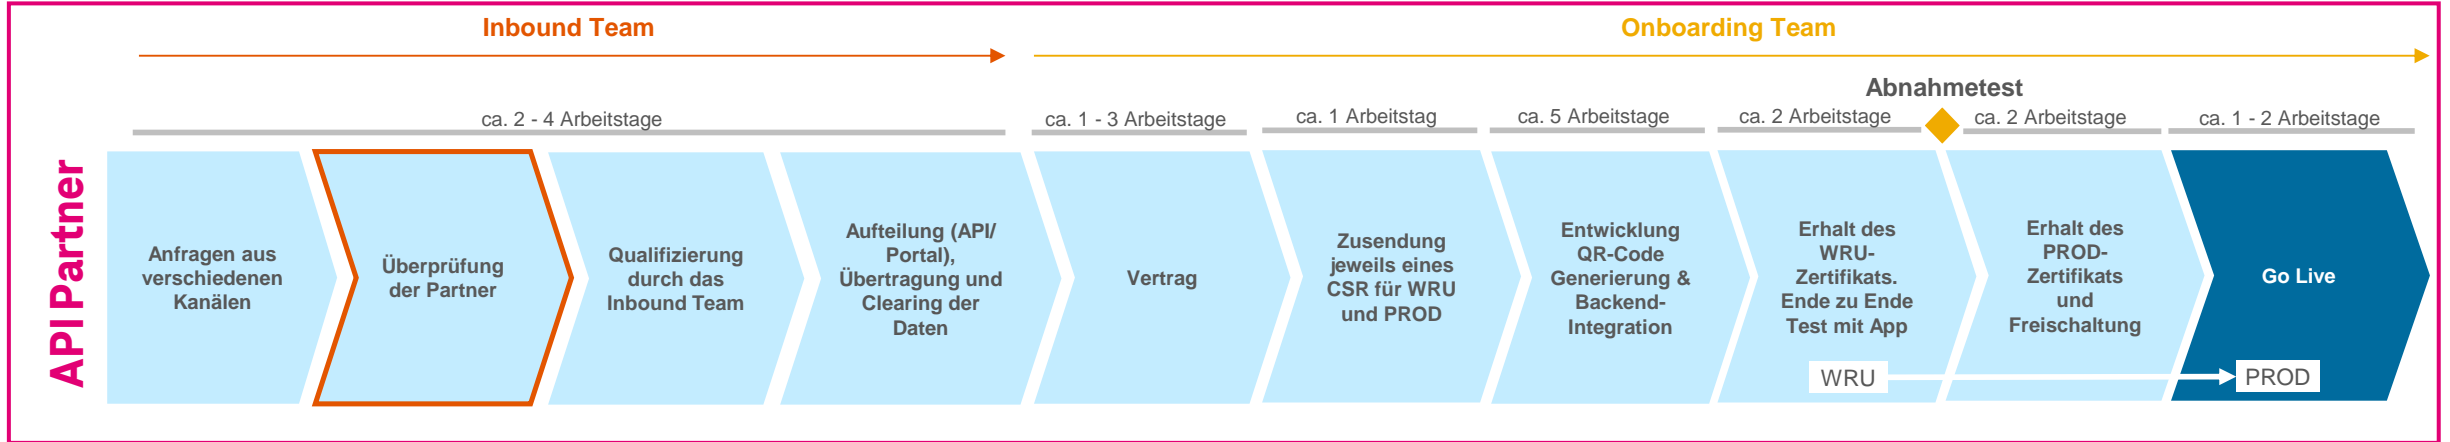 Inbound Team
Onboarding Team
Abnahmetest
ca. 2 - 4 Arbeitstage
ca. 1 - 3 Arbeitstage
ca. 1 Arbeitstag
ca. 5 Arbeitstage
ca. 2 Arbeitstage
ca. 2 Arbeitstage
ca. 1 - 2 Arbeitstage
API Partner
Anfragen aus
verschiedenen
Kanälen
Überprüfung
der Partner
Qualifizierung
durch das
Inbound Team
Aufteilung (API/
Portal),
Übertragung und
Clearing der
Daten
Vertrag
Zusendung
jeweils eines
CSR für WRU
und PROD
Entwicklung
QR-Code
Generierung &
Backend-
Integration
Erhalt des
WRU-
Zertifikats.
Ende zu Ende
Test mit App
Erhalt des
PROD-
Zertifikats
und
Freischaltung
Go Live
WRU
PROD